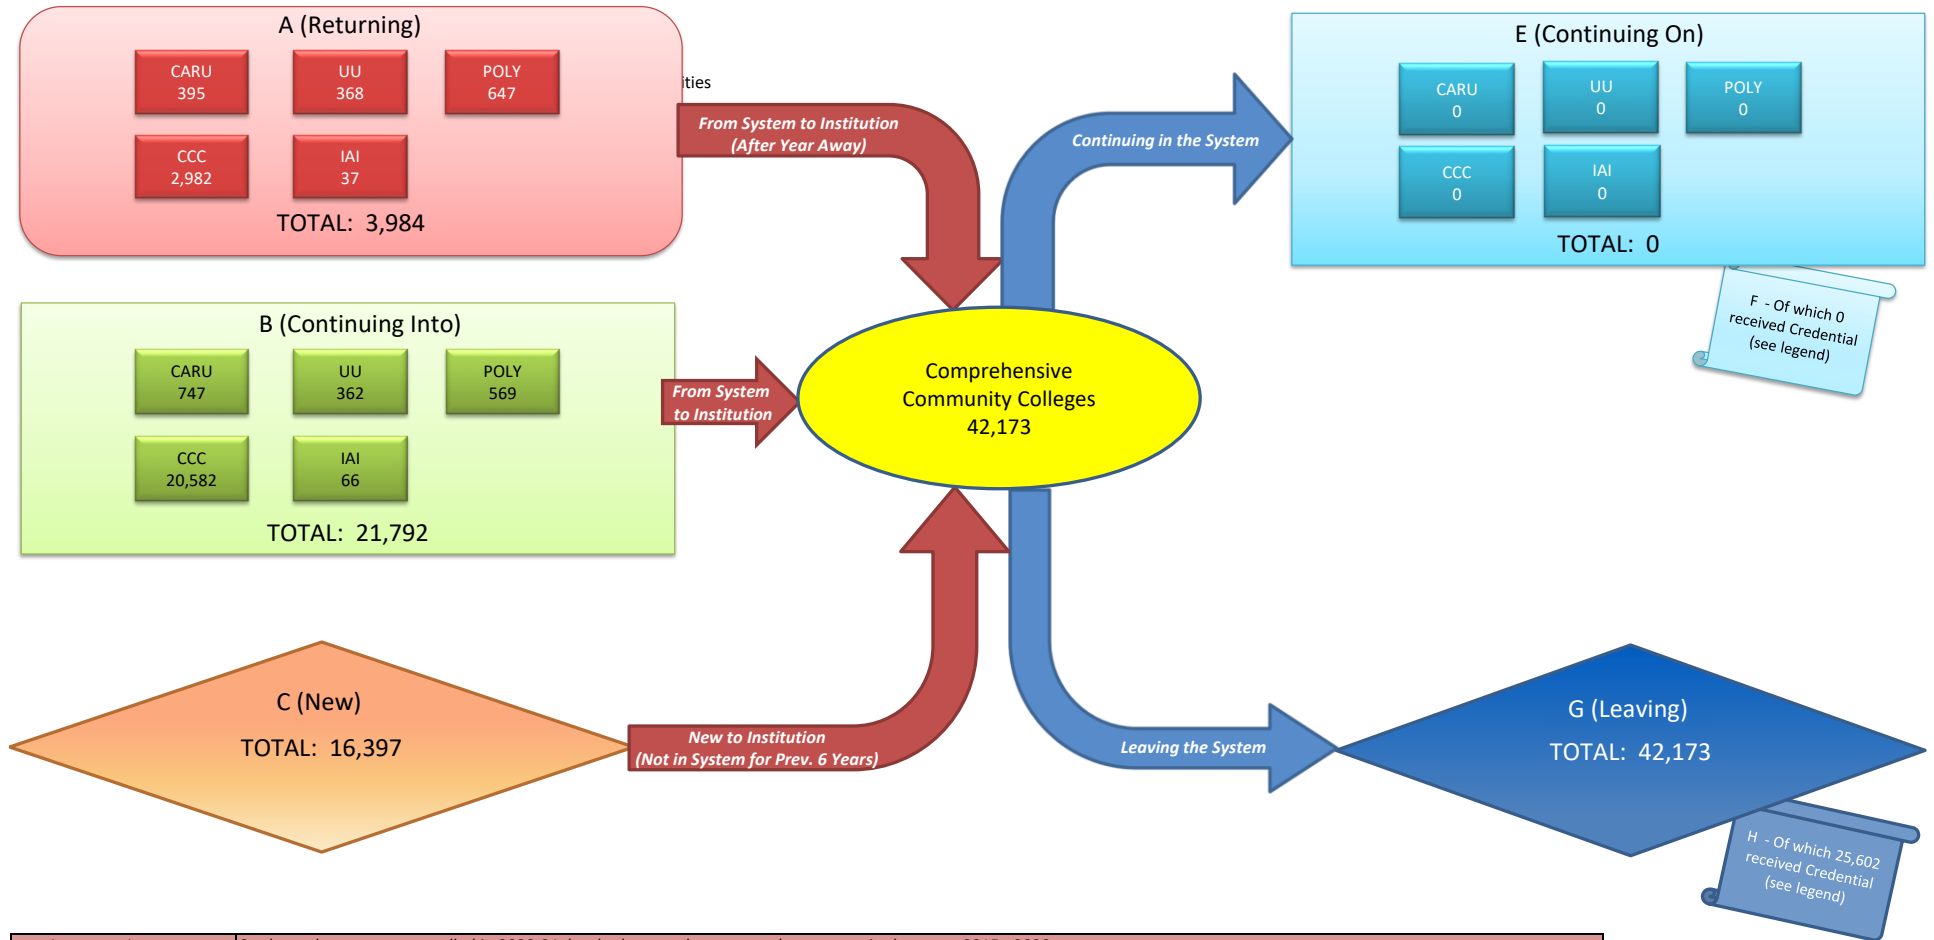 A (Returning)
CARU
395
UU
368
POLY
647
CCC
2,982
IAI
37
TOTAL: 3,984
ities
From System to Institution
(After Year Away)
Continuing in the System
E (Continuing On)
CARU
0
UU
0
POLY
0
CCC
0
IAI
0
TOTAL: 0
F - Of which 0
received Credential
(see legend)
B (Continuing Into)
CARU
747
UU
362
POLY
569
CCC
20,582
IAI
66
TOTAL: 21,792
From System
to Institution
Comprehensive
Community Colleges
42,173
C (New)
TOTAL: 16,397
New to Institution
(Not in System for Prev. 6 Years)
Leaving the System
G (Leaving)
TOTAL: 42,173
H - Of which 25,602
received Credential
(see legend)